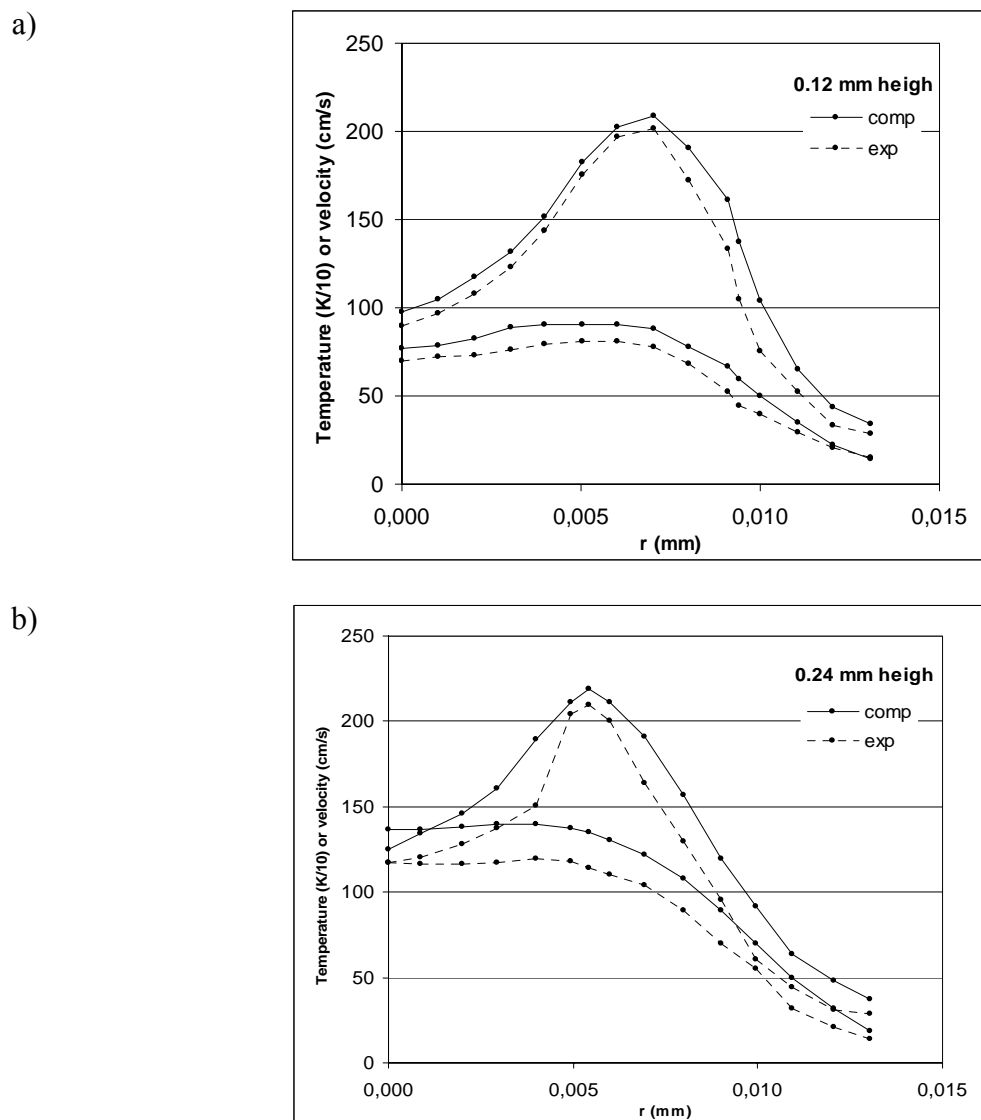 a)
250
200
150
100
50
0
Temperature (K/10) or velocity (cm/s)
0.12 mm heigh
comp
exp
0,000 0,005 0,010 0,015
r (mm)
b)
250
200
150
100
50
0
Temperature (K/10) or velocity (cm/s)
0.24 mm heigh
comp
exp
0,000 0,005 0,010 0,015
r (mm)